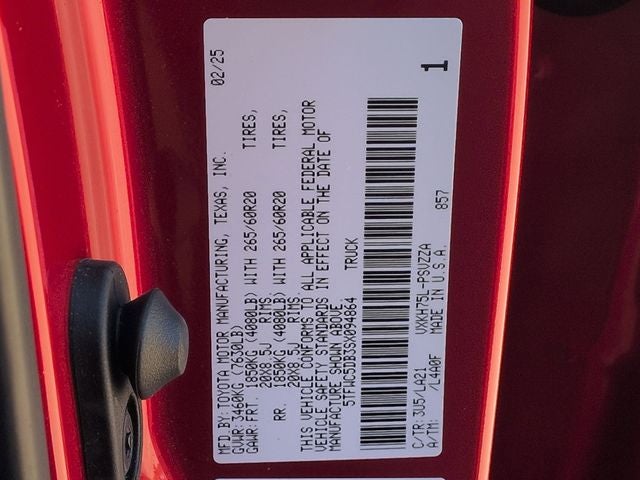 MFD.BY:TOYOTA MOTOR MANUFACTURING, TEXAS, INC. 02/25
GVWR: 3460KG (7630LB)
GAWR: FRT. 1850KG (4080LB) WITH 265/60R20 TIRES,
20X8.5J RIMS,
RR. 1850KG (4080LB) WITH 265/60R20 TIRES,
20X8.5J RIMS,
THIS VEHICLE CONFORMS TO ALL APPLICABLE FEDERAL MOTOR
VEHICLE SAFETY STANDARDS IN EFFECT ON THE DATE OF
MANUFACTURE SHOWN ABOVE.
5TFWC5DB3SX094864 TRUCK
C/TR:3U5/LA21 VXKH75L-PSVZZA
A/TM: /L4A0F MADE IN U.S.A. 857
1